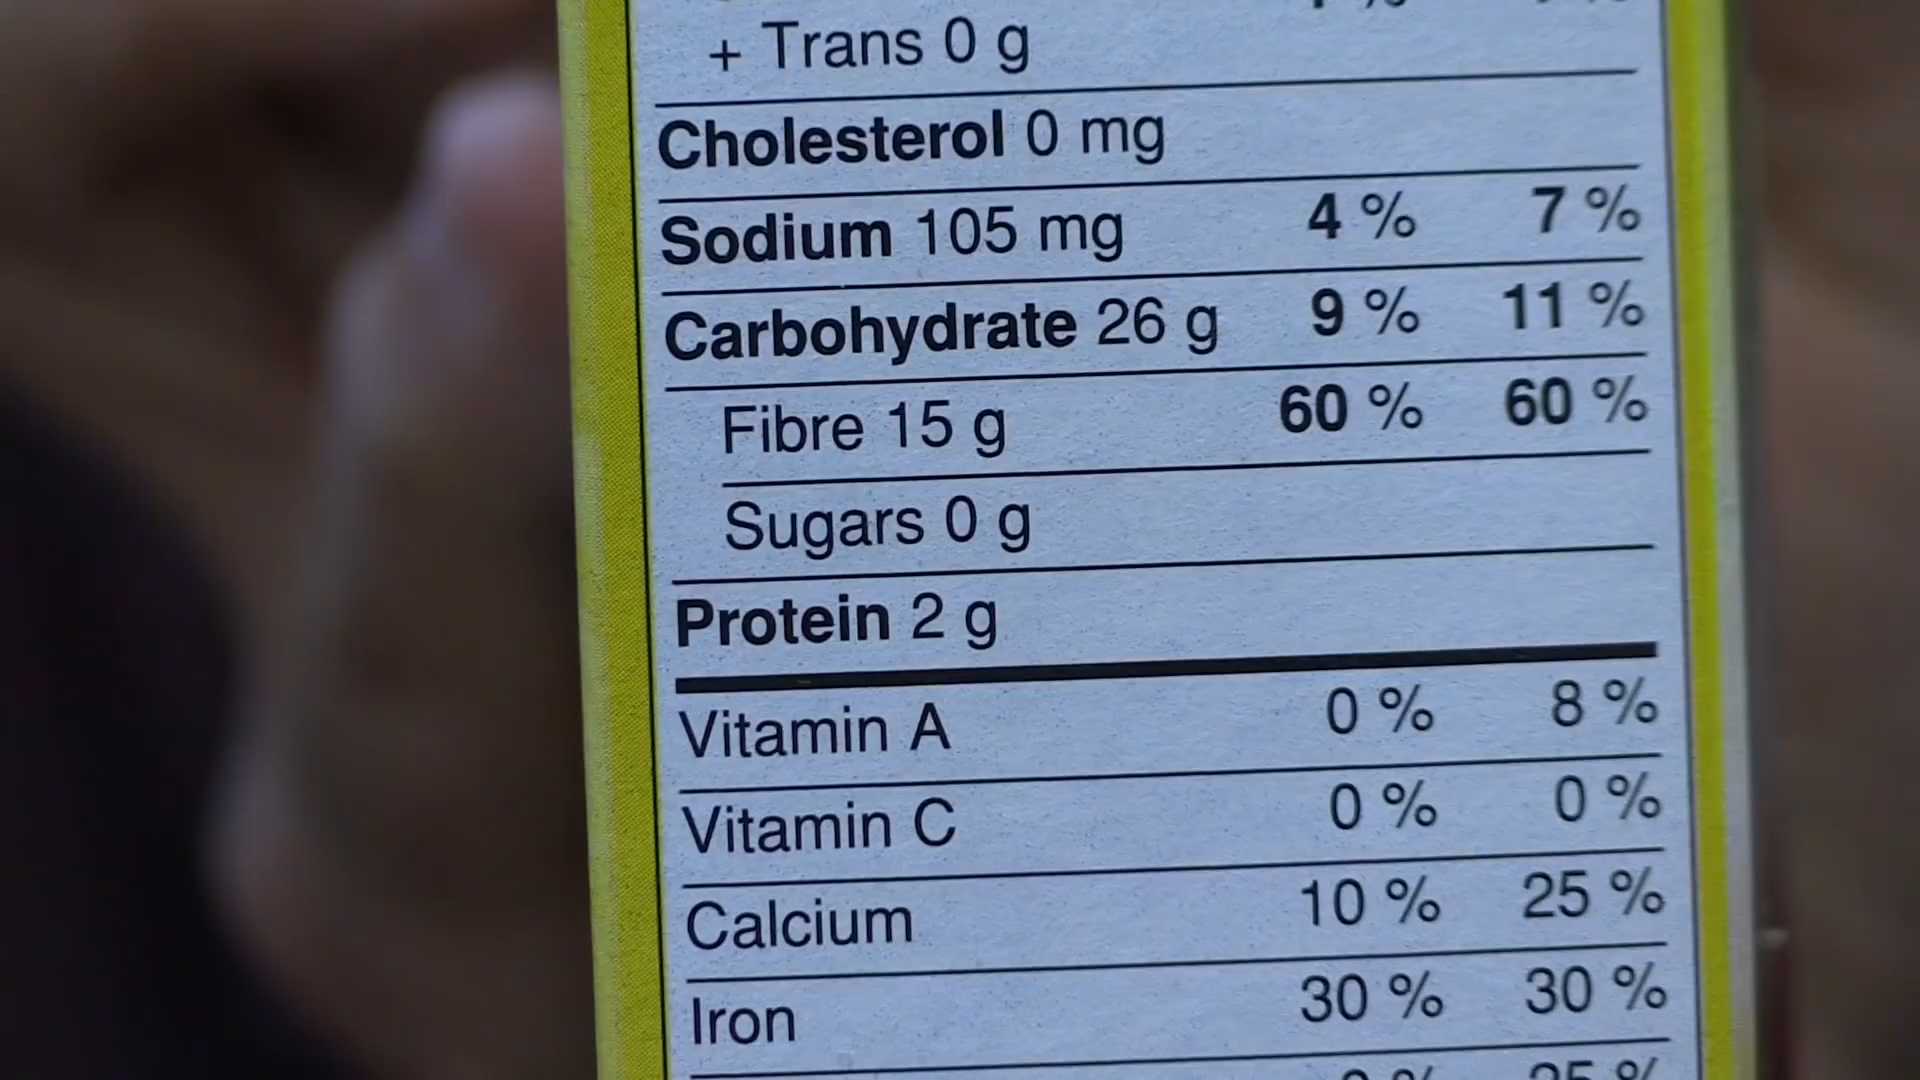 + Trans 0 g
Cholesterol 0 mg
Sodium 105 mg 4 % 7 %
Carbohydrate 26 g 9 % 11 %
Fibre 15 g 60 % 60 %
Sugars 0 g
Protein 2 g
Vitamin A 0 % 8 %
Vitamin C 0 % 0 %
Calcium 10 % 25 %
Iron 30 % 30 %